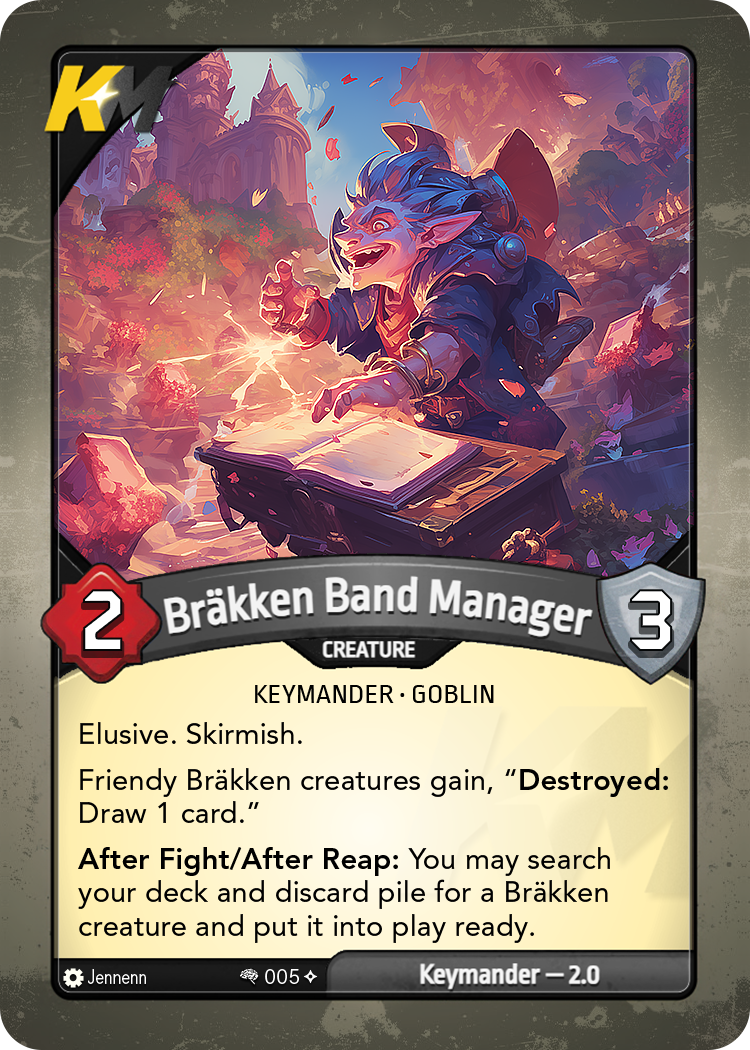 KM
2
Bräkken Band Manager
3
CREATURE
KEYMANDER • GOBLIN
Elusive. Skirmish.
Friendy Bräkken creatures gain, “Destroyed:
Draw 1 card.”
After Fight/After Reap: You may search
your deck and discard pile for a Bräkken
creature and put it into play ready.
Jennenn
005
Keymander — 2.0